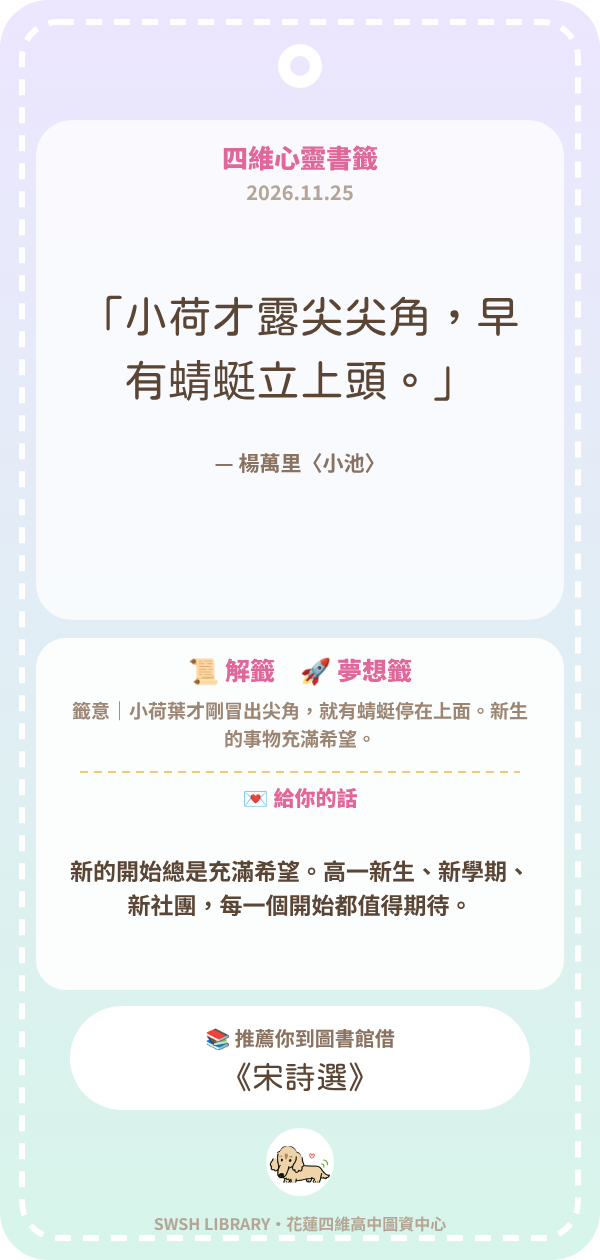 四維心靈書籤
2026.11.25
「小荷才露尖尖角，早
有蜻蜓立上頭。」
— 楊萬里〈小池〉
📜 解籤 🚀 夢想籤
籤意｜小荷葉才剛冒出尖角，就有蜻蜓停在上面。新生
的事物充滿希望。
💌 給你的話
新的開始總是充滿希望。高一新生、新學期、
新社團，每一個開始都值得期待。
📚 推薦你到圖書館借
《宋詩選》
SWSH LIBRARY・花蓮四維高中圖資中心